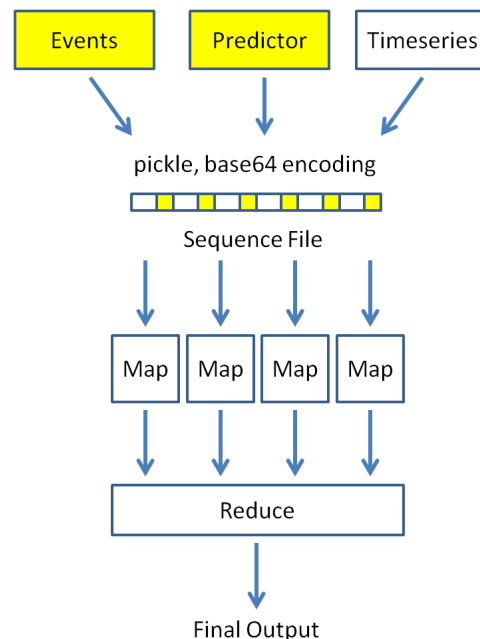 Events
Predictor
Timeseries
pickle, base64 encoding
Sequence File
Map
Map
Map
Map
Reduce
Final Output